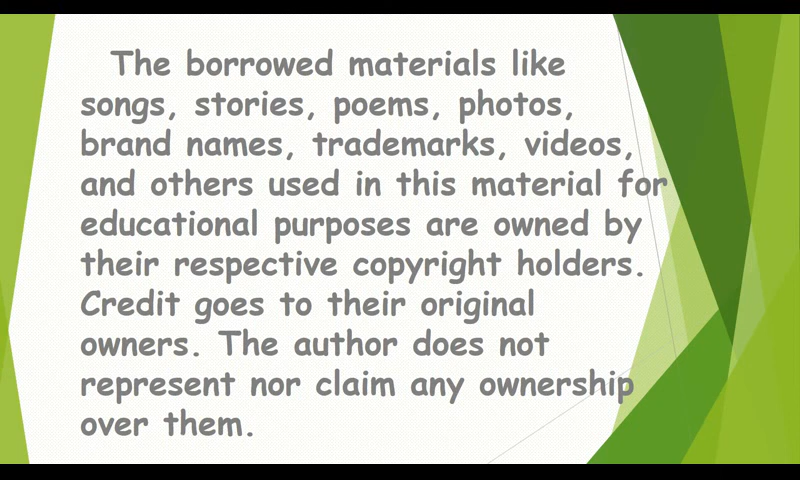 The borrowed materials like
songs, stories, poems, photos,
brand names, trademarks, videos,
and others used in this material for
educational purposes are owned by
their respective copyright holders.
Credit goes to their original
owners. The author does not
represent nor claim any ownership
over them.